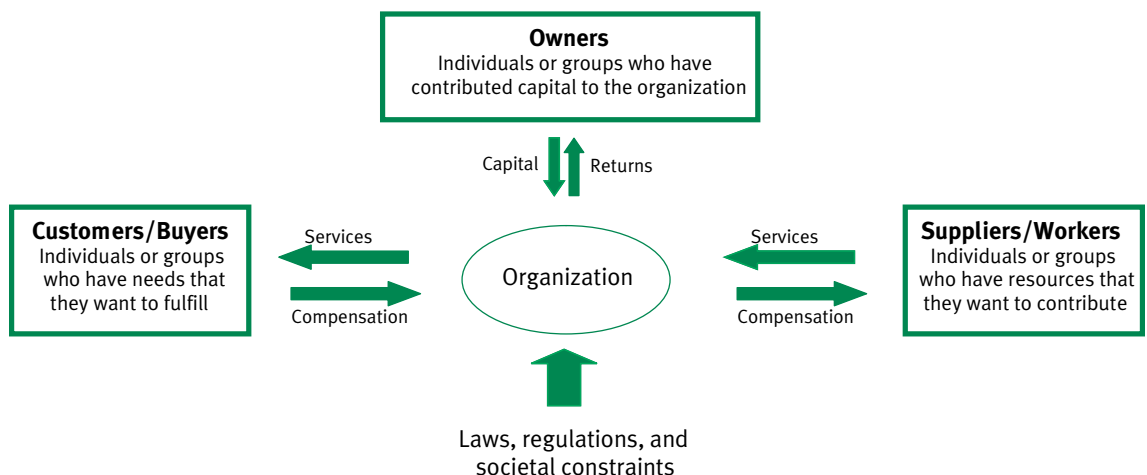 Owners
Individuals or groups who have
contributed capital to the organization
Capital
Returns
Customers/Buyers
Individuals or groups
who have needs that
they want to fulfill
Services
Compensation
Organization
Services
Compensation
Suppliers/Workers
Individuals or groups
who have resources that
they want to contribute
Laws, regulations, and
societal constraints